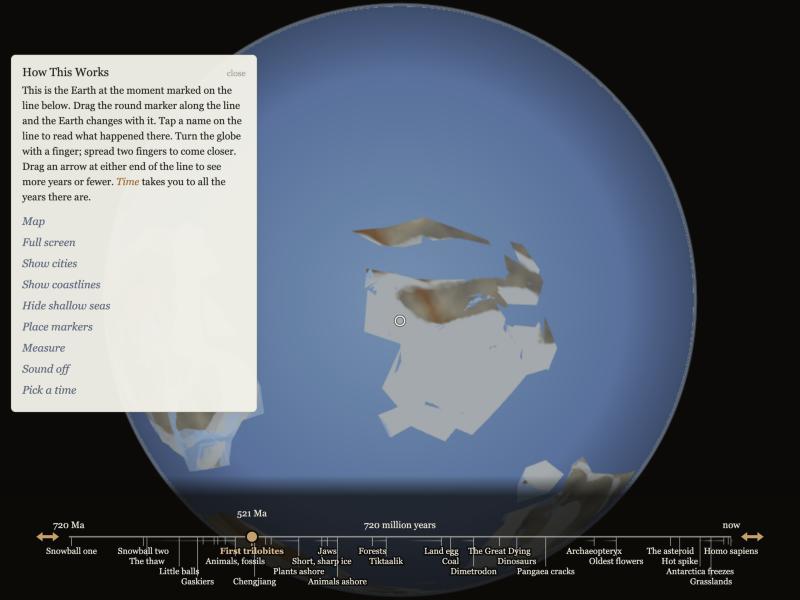 How This Works
close
This is the Earth at the moment marked on the
line below. Drag the round marker along the line
and the Earth changes with it. Tap a name on the
line to read what happened there. Turn the globe
with a finger; spread two fingers to come closer.
Drag an arrow at either end of the line to see
more years or fewer. Time takes you to all the
years there are.
Map
Full screen
Show cities
Show coastlines
Hide shallow seas
Place markers
Measure
Sound off
Pick a time
521 Ma
720 Ma 720 million years now
Snowball one Snowball two First trilobites Jaws Forests Land egg The Great Dying Archaeopteryx The asteroid Homo sapiens
The thaw Animals, fossils Short, sharp ice Tiktaalik Coal Dinosaurs Oldest flowers Hot spike
Little balls Plants ashore Dimetrodon Pangaea cracks Antarctica freezes
Gaskiers Chengjiang Animals ashore Grasslands